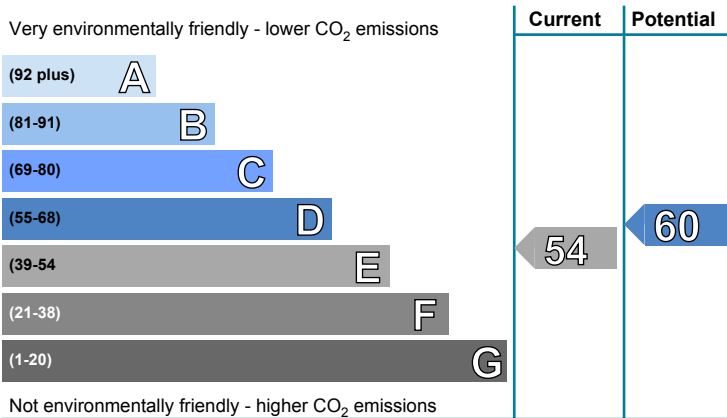 Very environmentally friendly - lower CO₂ emissions
Current
Potential
(92 plus) A
(81-91) B
(69-80) C
(55-68) D
(39-54 E
(21-38) F
(1-20) G
54
60
Not environmentally friendly - higher CO₂ emissions